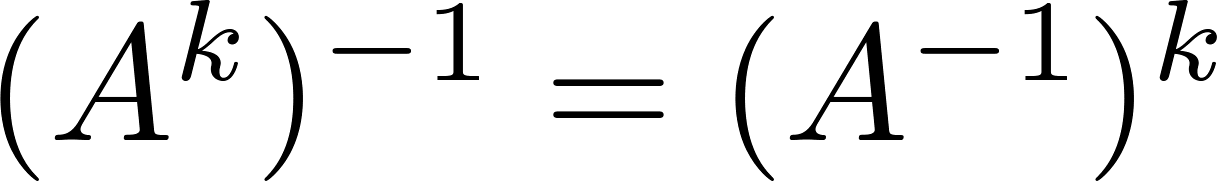 (A^k)^{-1} = (A^{-1})^k